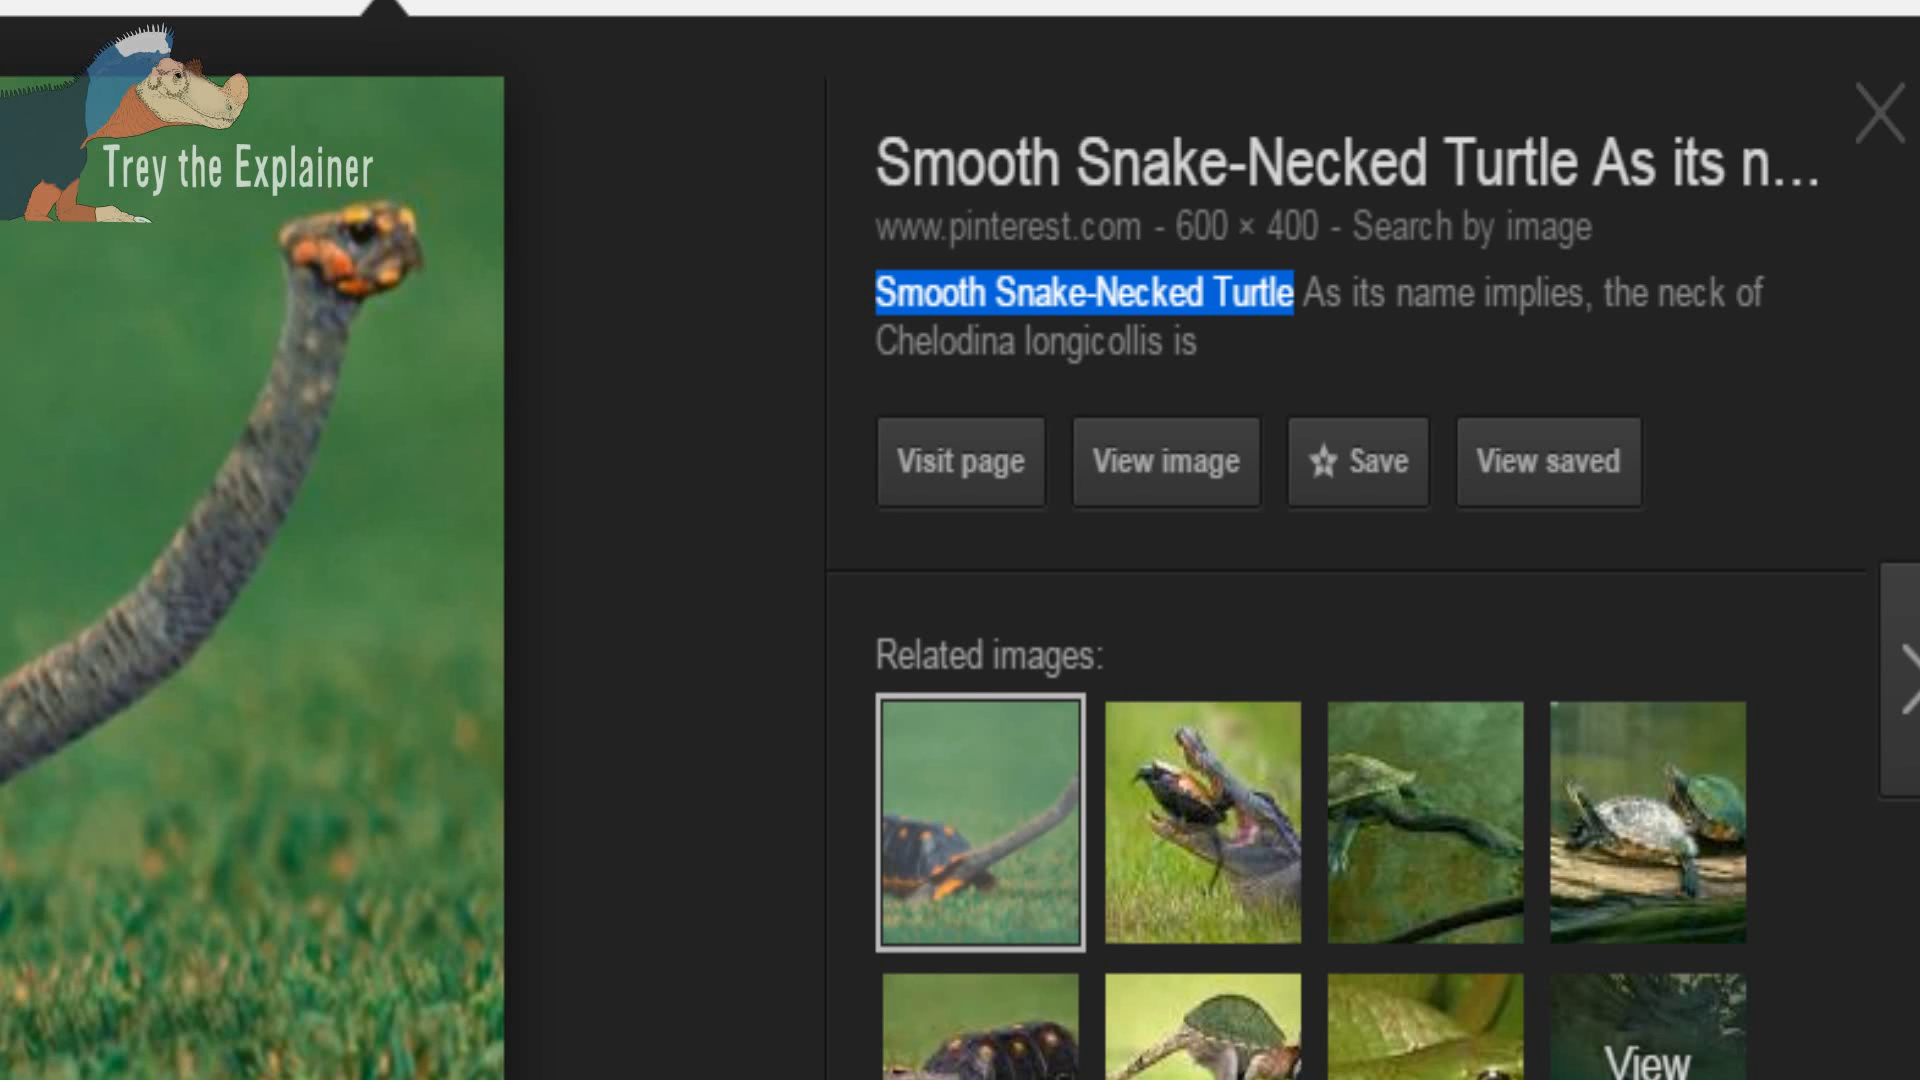 Trey the Explainer
Smooth Snake-Necked Turtle As its n...
www.pinterest.com - 600 × 400 - Search by image
Smooth Snake-Necked Turtle As its name implies, the neck of
Chelodina longicollis is
Visit page
View image
Save
View saved
Related images:
View